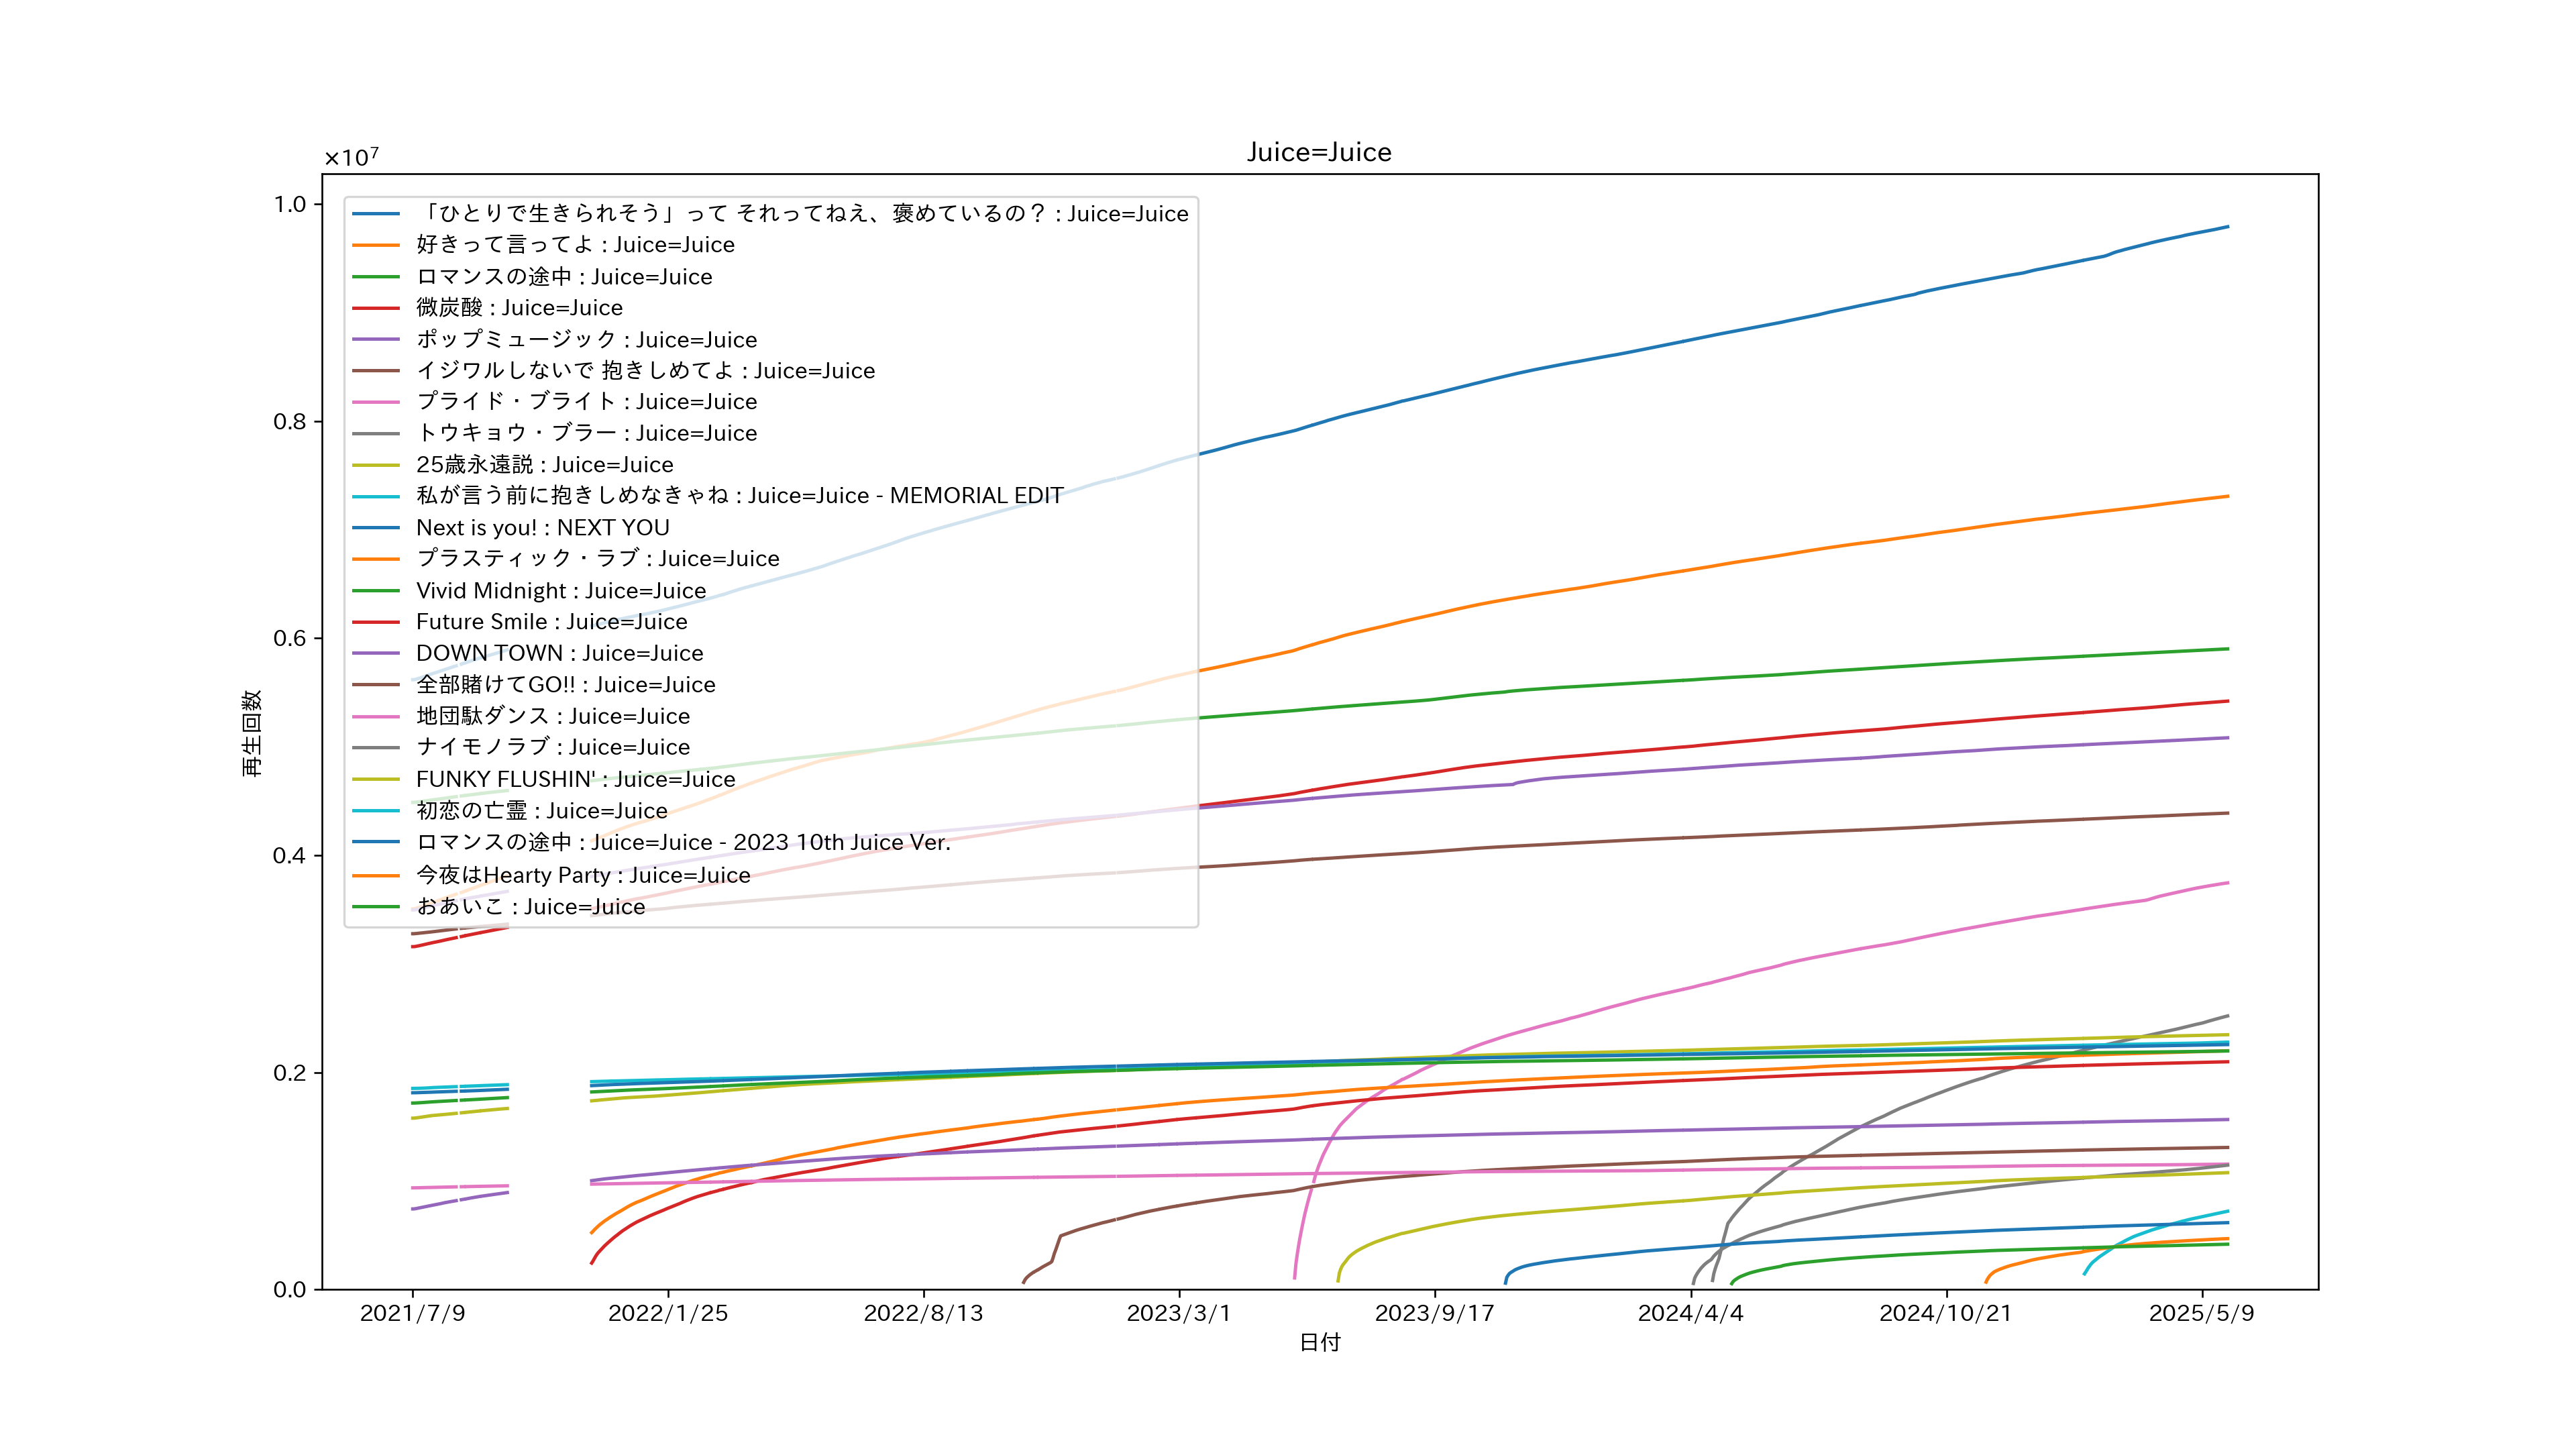 Juice=Juice
×10⁷
1.0
0.8
0.6
0.4
0.2
0.0
再生回数
「ひとりで生きられそう」って それってねえ、褒めているの？ : Juice=Juice
好きって言ってよ : Juice=Juice
ロマンスの途中 : Juice=Juice
微炭酸 : Juice=Juice
ポップミュージック : Juice=Juice
イジワルしないで 抱きしめてよ : Juice=Juice
プライド・ブライト : Juice=Juice
トウキョウ・ブラー : Juice=Juice
25歳永遠説 : Juice=Juice
私が言う前に抱きしめなきゃね : Juice=Juice - MEMORIAL EDIT
Next is you! : NEXT YOU
プラスティック・ラブ : Juice=Juice
Vivid Midnight : Juice=Juice
Future Smile : Juice=Juice
DOWN TOWN : Juice=Juice
全部賭けてGO!! : Juice=Juice
地団駄ダンス : Juice=Juice
ナイモノラブ : Juice=Juice
FUNKY FLUSHIN' : Juice=Juice
初恋の亡霊 : Juice=Juice
ロマンスの途中 : Juice=Juice - 2023 10th Juice Ver.
今夜はHearty Party : Juice=Juice
おあいこ : Juice=Juice
2021/7/9 2022/1/25 2022/8/13 2023/3/1 2023/9/17 2024/4/4 2024/10/21 2025/5/9
日付